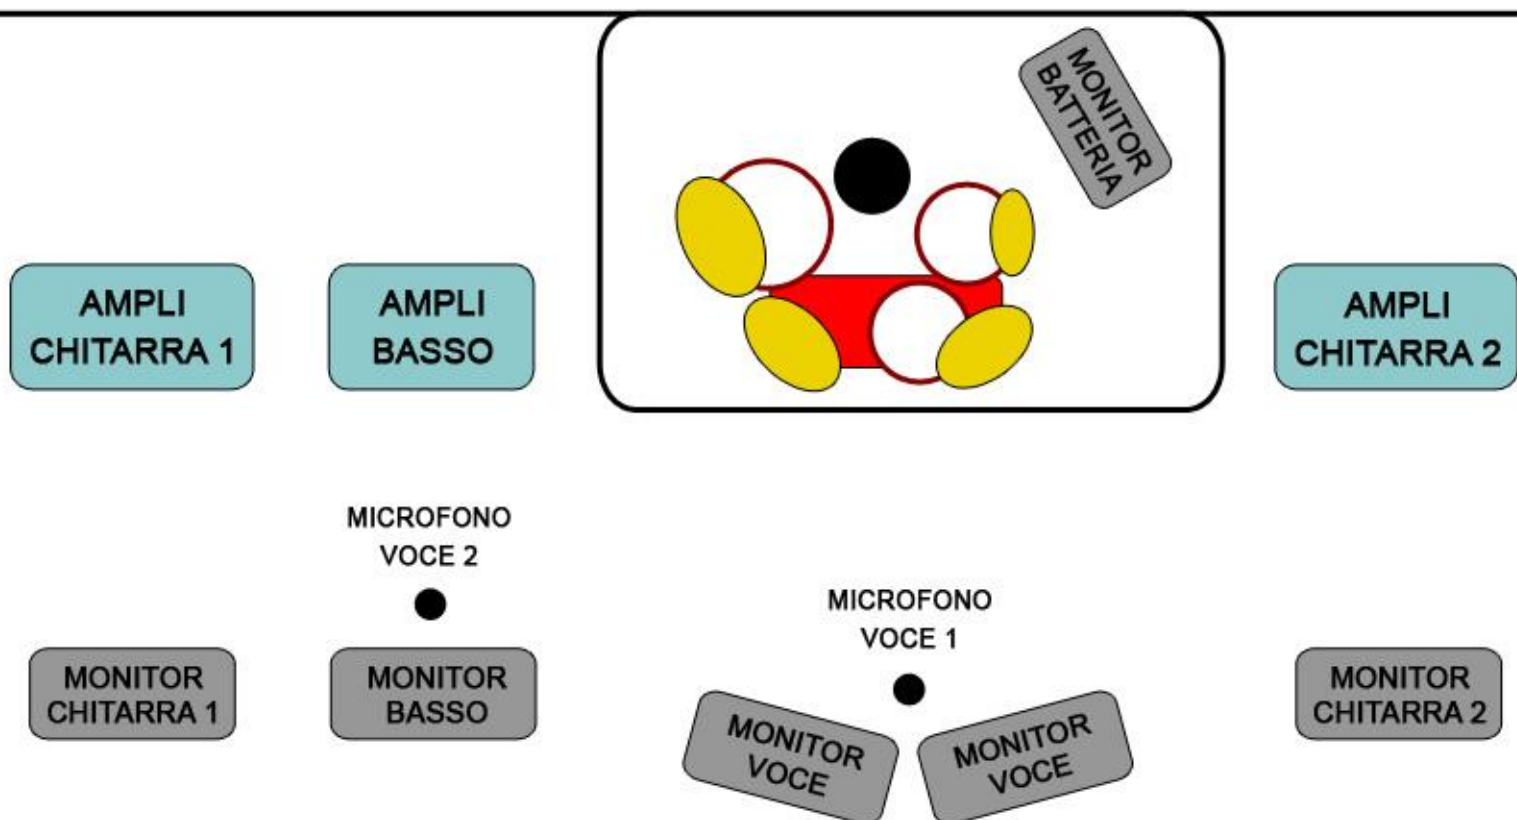 MONITOR
BATTERIA
AMPLI
CHITARRA 1
AMPLI
BASSO
AMPLI
CHITARRA 2
MICROFONO
VOCE 2
MICROFONO
VOCE 1
MONITOR
CHITARRA 1
MONITOR
BASSO
MONITOR
VOCE
MONITOR
VOCE
MONITOR
CHITARRA 2